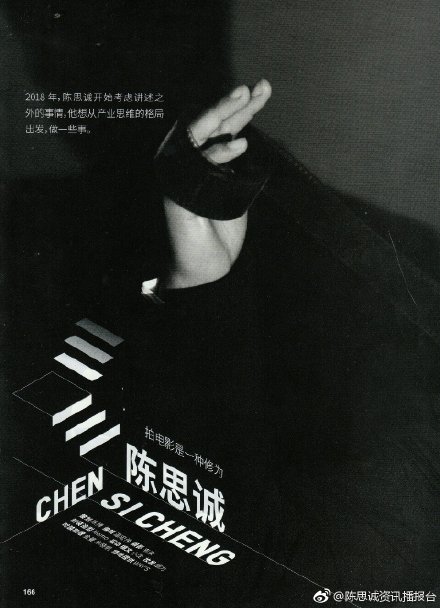 2018 年，陈思诚开始考虑讲述之
外的事情，他想从产业思维的格局
出发，做一些事。
拍电影是一种修为
陈思诚
CHEN
SI CHENG
166
@陈思诚资讯播报台